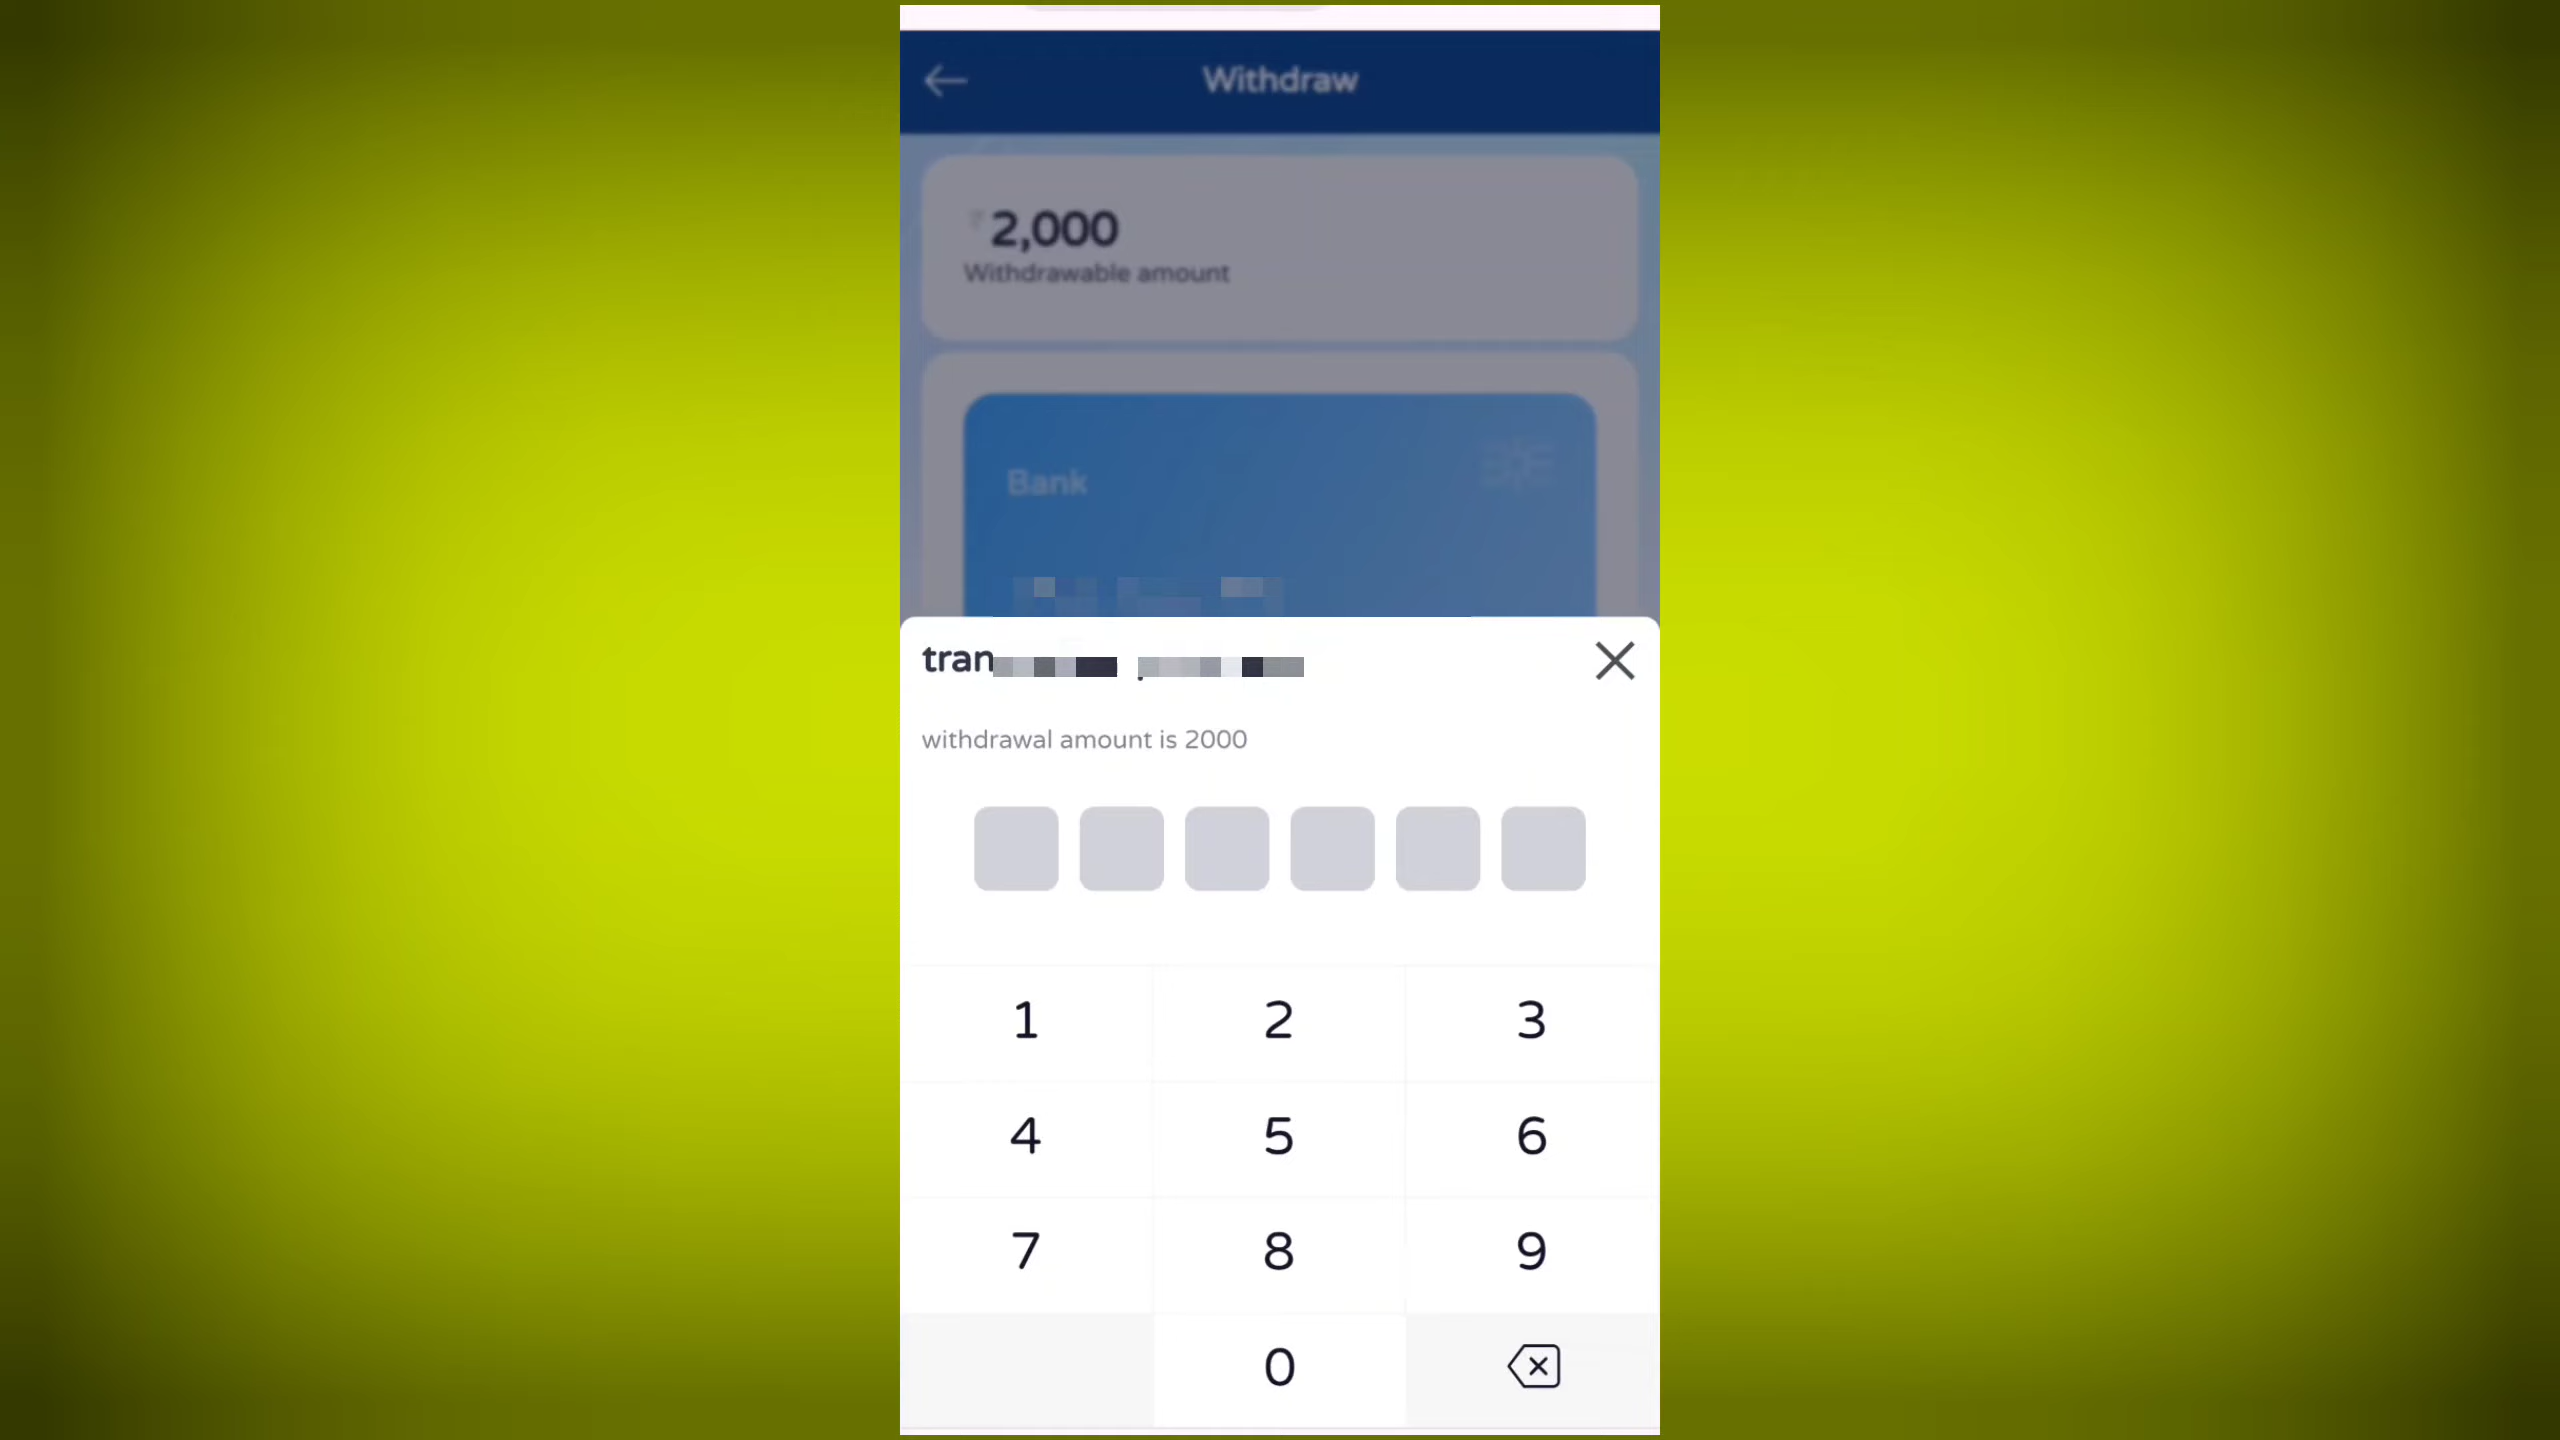 Withdraw
₹2,000
Withdrawable amount
Bank
tran
withdrawal amount is 2000
1 2 3
4 5 6
7 8 9
0